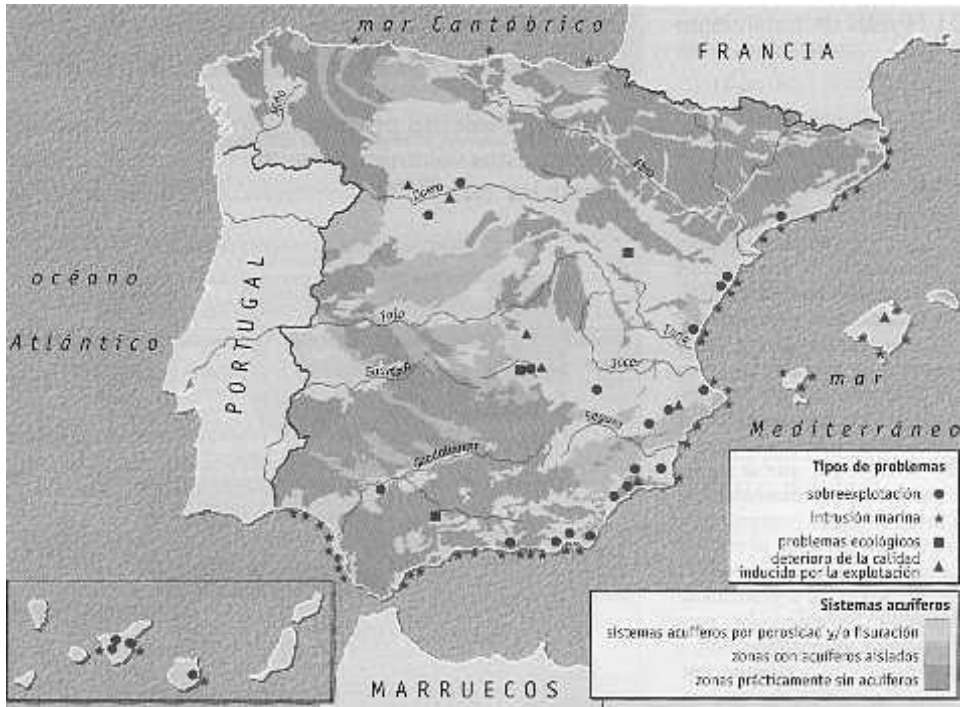 mar Cantábrico
FRANCIA
Miño
Duero
Ebro
océano
Atlántico
PORTUGAL
Tajo
Turia
Júcar
Guadiana
Segura
Guadalquivir
mar
Mediterráneo
MARRUECOS
Tipos de problemas
sobreexplotación
intrusión marina
problemas ecológicos
deterioro de la calidad
inducido por la explotación
Sistemas acuíferos
sistemas acuíferos por porosidad y/o fisuración
zonas con acuíferos aislados
zonas prácticamente sin acuíferos